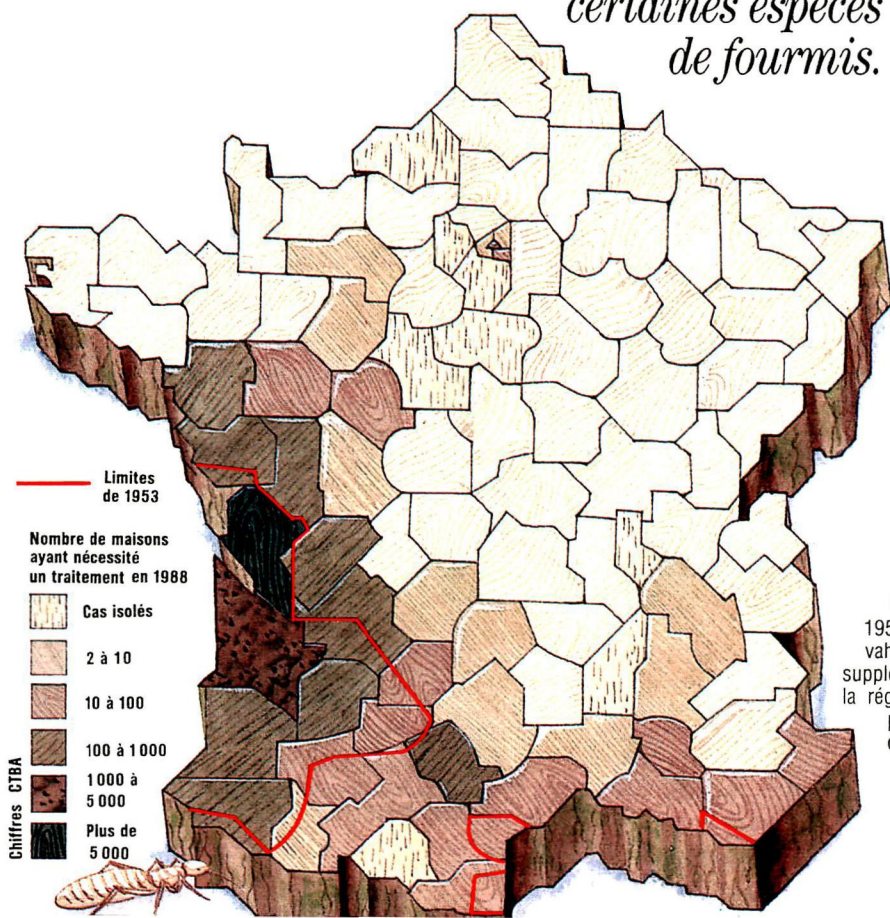 certaines espèces
de fourmis.
Limites
de 1953
Nombre de maisons
ayant nécessité
un traitement en 1988
Cas isolés
2 à 10
10 à 100
100 à 1 000
1 000 à
5 000
Plus de
5 000
Chiffres CTBA
195
vah
supplé
la rég